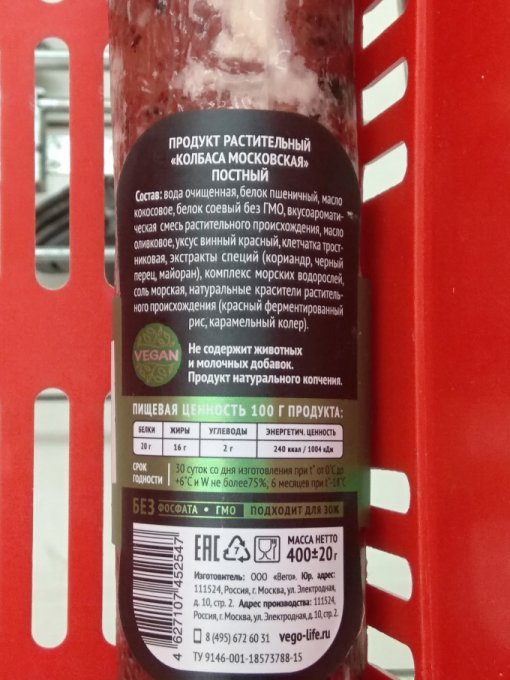 ПРОДУКТ РАСТИТЕЛЬНЫЙ
«КОЛБАСА МОСКОВСКАЯ»
ПОСТНЫЙ
Состав: вода очищенная, белок пшеничный, масло
кокосовое, белок соевый без ГМО, вкусоаромати-
ческая смесь растительного происхождения, масло
оливковое, уксус винный красный, клетчатка трост-
никовая, экстракты специй (кориандр, черный
перец, майоран), комплекс морских водорослей,
соль морская, натуральные красители раститель-
ного происхождения (красный ферментированный
рис, карамельный колер).
VEGAN
Не содержит животных
и молочных добавок.
Продукт натурального копчения.
ПИЩЕВАЯ ЦЕННОСТЬ 100 Г ПРОДУКТА:
БЕЛКИ ЖИРЫ УГЛЕВОДЫ ЭНЕРГЕТИЧ. ЦЕННОСТЬ
20 г 16 г 2 г 240 ккал / 1004 кДж
СРОК ГОДНОСТИ
30 суток со дня изготовления при t° от 0°C до
+6°C и W не более75%; 6 месяцев при t°-18°C
БЕЗ ФОСФАТА • ГМО ПОДХОДИТ ДЛЯ ЗОЖ
EAC 7 МАССА НЕТТО
400±20 г
Изготовитель: ООО «Вего». Юр. адрес:
111524, Россия, г. Москва, ул. Электродная,
д. 10, стр. 2. Адрес производства: 111524,
Россия, г. Москва, ул. Электродная, д.10, стр. 2.
8 (495) 672 60 31 vego-life.ru
ТУ 9146-001-18573788-15
4 627107 452547